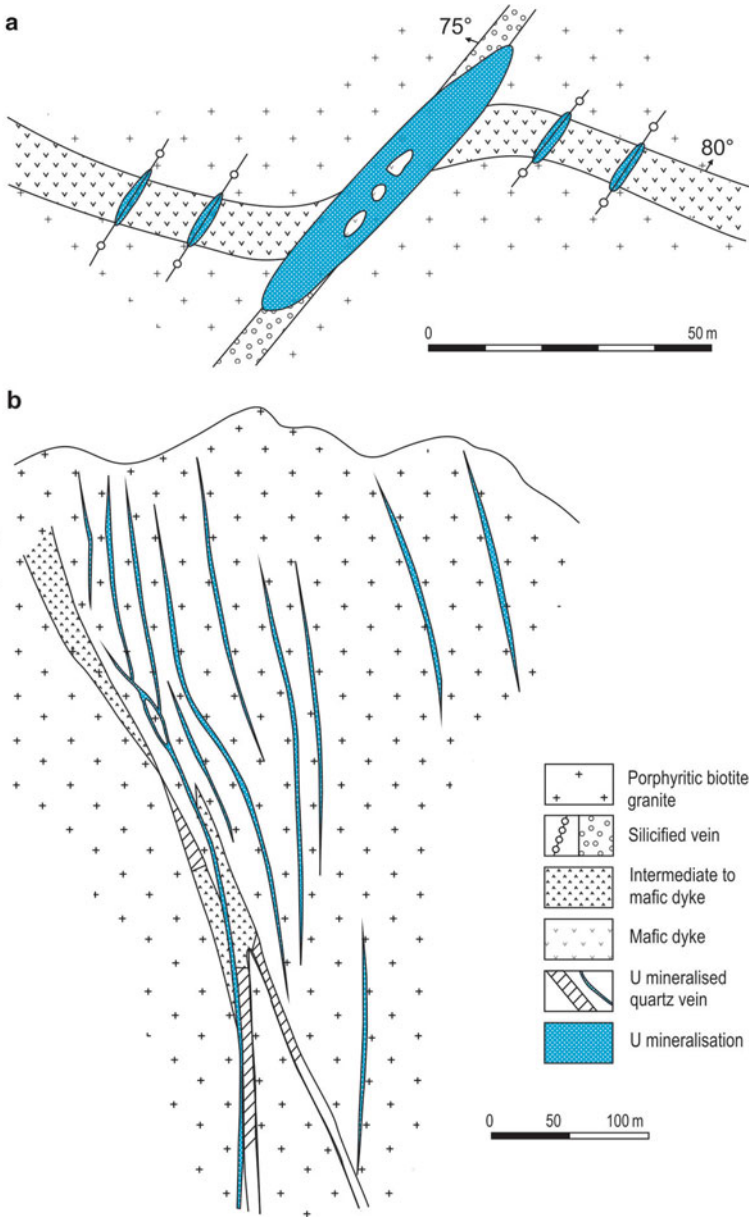 a
75°
80°
0 50 m
b
Porphyritic biotite
granite
Silicified vein
Intermediate to
mafic dyke
Mafic dyke
U mineralised
quartz vein
U mineralisation
0 50 100 m